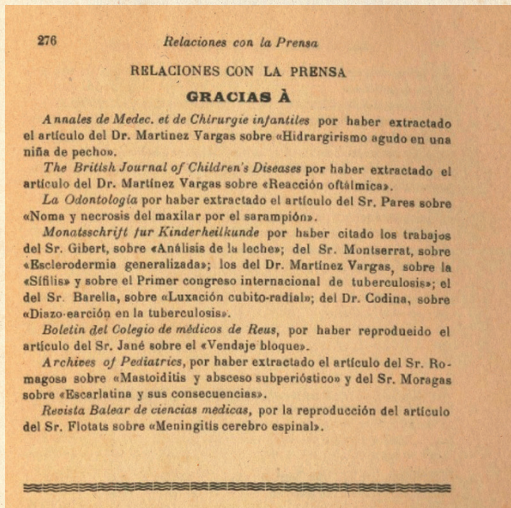 276 Relaciones con la Prensa
RELACIONES CON LA PRENSA
GRACIAS À
Annales de Medec. et de Chirurgie infantiles por haber extractado
el artículo del Dr. Martinez Vargas sobre «Hidrargirismo agudo en una
niña de pecho».
The British Journal of Children's Diseases por haber extractado el
artículo del Dr. Martínez Vargas sobre «Reacción oftálmica».
La Odontología por haber extractado el artículo del Sr. Pares sobre
«Noma y necrosis del maxilar por el sarampión».
Monatsschrift fur Kinderheilkunde por haber citado los trabajos
del Sr. Gibert, sobre «Análisis de la leche»; del Sr. Montserrat, sobre
«Esclerodermia generalizada»; los del Dr. Martínez Vargas, sobre la
«Sífilis» y sobre el Primer congreso internacional de tuberculosis»; el
del Sr. Barella, sobre «Luxación cubito-radial»; del Dr. Codina, sobre
«Diazo-earción en la tuberculosis».
Boletin del Colegio de médicos de Reus, por haber reproueido el
artículo del Sr. Jané sobre el «Vendaje bloque».
Archives of Pediatrics, por haber extractado el artículo del Sr. Ro-
magosa sobre «Mastoiditis y absceso subperióstico» y del Sr. Moragas
sobre «Escarlatina y sus consecuencias».
Revista Balear de ciencias medicas, por la reproducción del artículo
del Sr. Flotats sobre «Meningitis cerebro espinal».